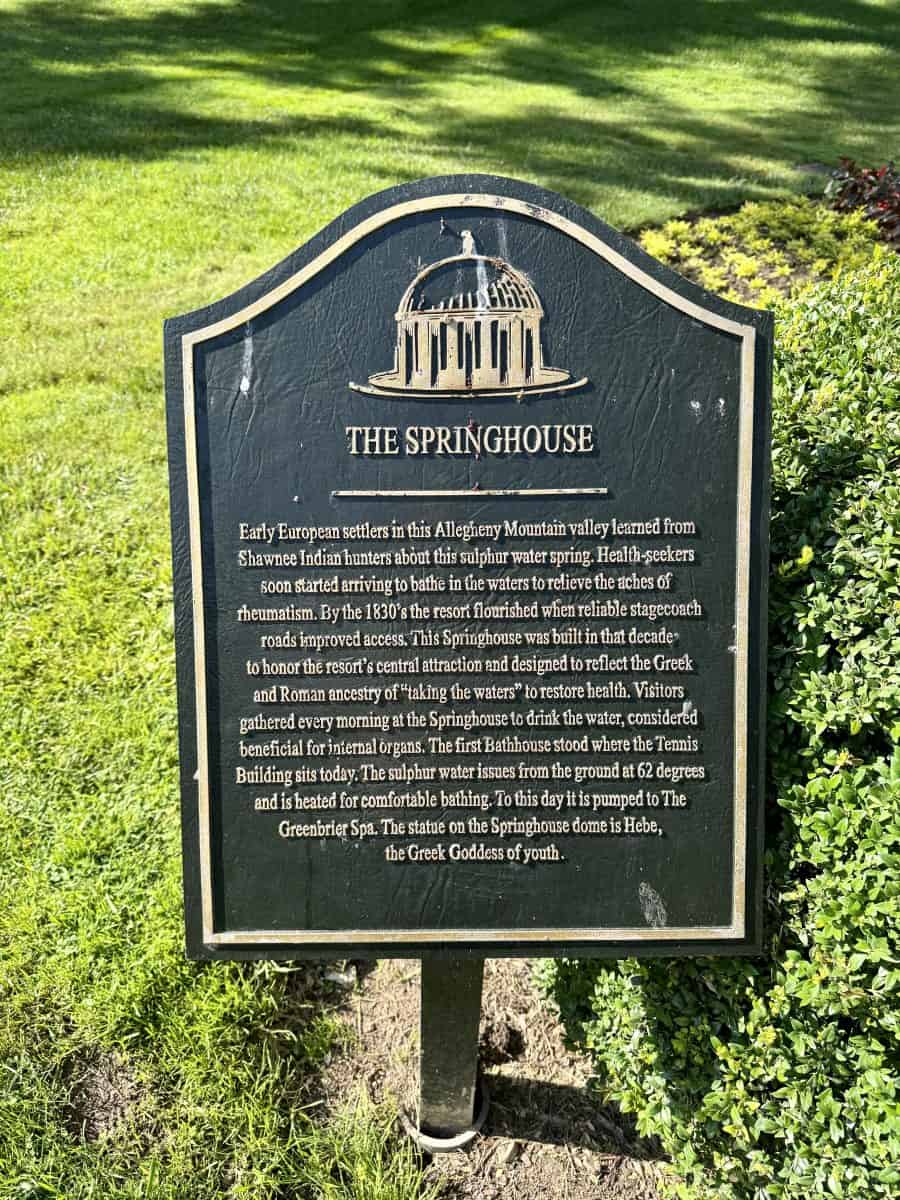 THE SPRINGHOUSE
Early European settlers in this Allegheny Mountain valley learned from
Shawnee Indian hunters about this sulphur water spring. Health-seekers
soon started arriving to bathe in the waters to relieve the aches of
rheumatism. By the 1830's the resort flourished when reliable stagecoach
roads improved access. This Springhouse was built in that decade
to honor the resort's central attraction and designed to reflect the Greek
and Roman ancestry of "taking the waters" to restore health. Visitors
gathered every morning at the Springhouse to drink the water, considered
beneficial for internal organs. The first Bathhouse stood where the Tennis
Building sits today. The sulphur water issues from the ground at 62 degrees
and is heated for comfortable bathing. To this day it is pumped to The
Greenbrier Spa. The statue on the Springhouse dome is Hebe,
the Greek Goddess of youth.